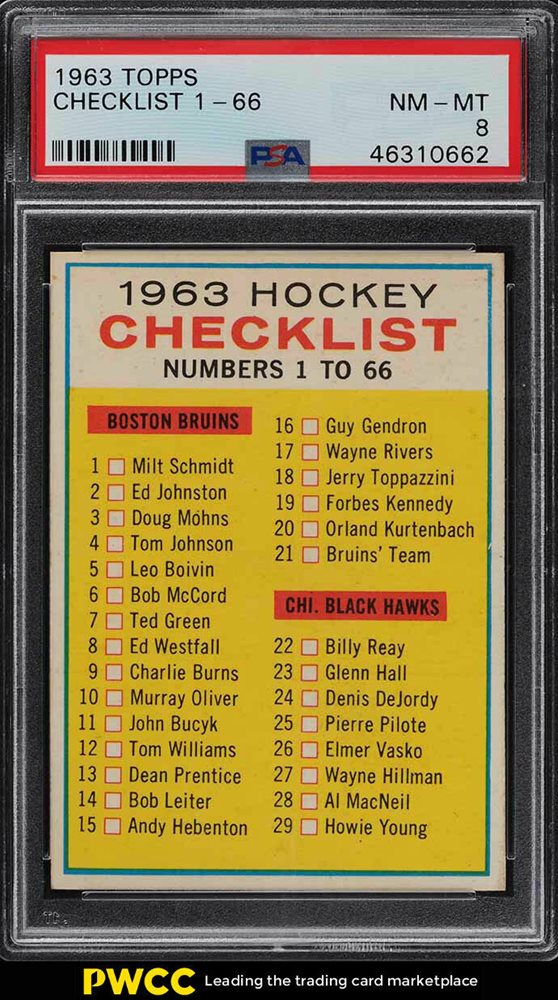 1963 TOPPS
CHECKLIST 1-66 NM-MT
8
PSA 46310662
1963 HOCKEY
CHECKLIST
NUMBERS 1 TO 66
BOSTON BRUINS
1 Milt Schmidt
2 Ed Johnston
3 Doug Mohns
4 Tom Johnson
5 Leo Boivin
6 Bob McCord
7 Ted Green
8 Ed Westfall
9 Charlie Burns
10 Murray Oliver
11 John Bucyk
12 Tom Williams
13 Dean Prentice
14 Bob Leiter
15 Andy Hebenton
16 Guy Gendron
17 Wayne Rivers
18 Jerry Toppazzini
19 Forbes Kennedy
20 Orland Kurtenbach
21 Bruins' Team
CHI. BLACK HAWKS
22 Billy Reay
23 Glenn Hall
24 Denis DeJordy
25 Pierre Pilote
26 Elmer Vasko
27 Wayne Hillman
28 Al MacNeil
29 Howie Young
PWCC Leading the trading card marketplace